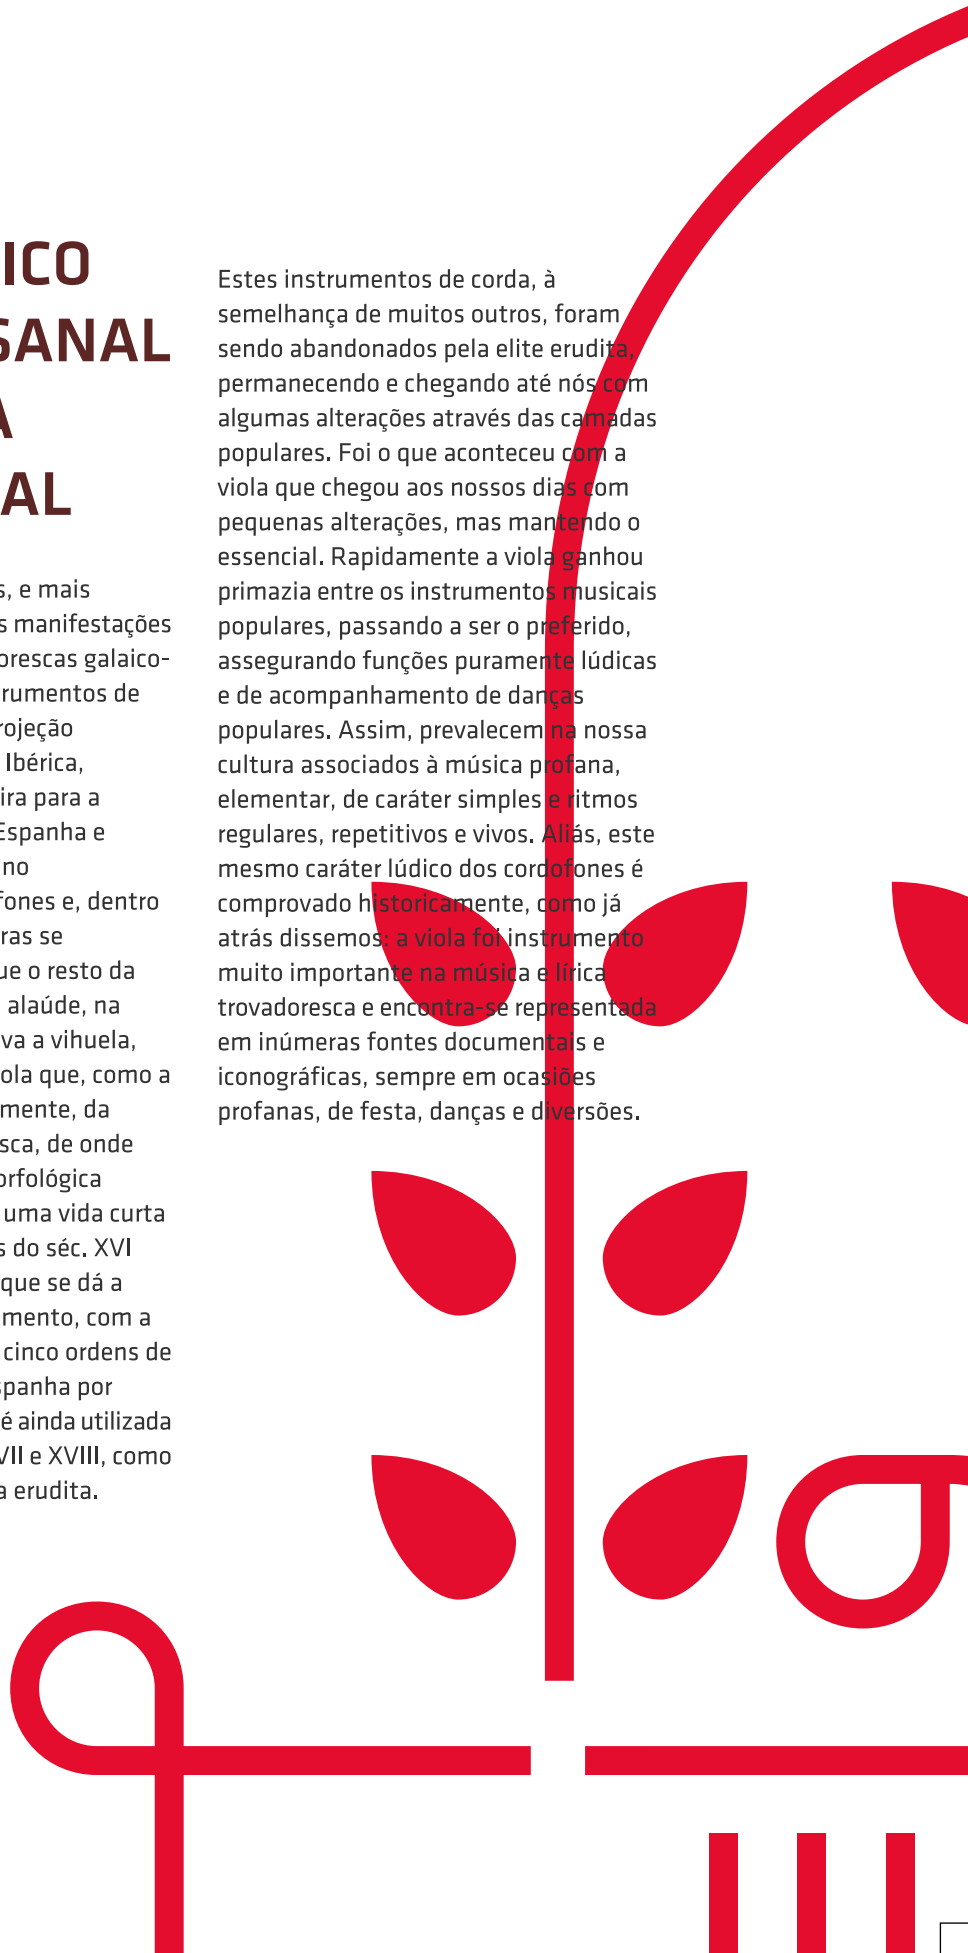 ICO
SANAL
A
AL
s, e mais
s manifestações
orescas galaico-
rumentos de
rojeção
Ibérica,
ira para a
Espanha e
no
fones e, dentro
ras se
ue o resto da
alaúde, na
va a vihuela,
ola que, como a
mente, da
sca, de onde
orfológica
uma vida curta
s do séc. XVI
que se dá a
mento, com a
cinco ordens de
spanha por
é ainda utilizada
VII e XVIII, como
a erudita.
Estes instrumentos de corda, à
semelhança de muitos outros, foram
sendo abandonados pela elite erudita,
permanecendo e chegando até nós com
algumas alterações através das camadas
populares. Foi o que aconteceu com a
viola que chegou aos nossos dias com
pequenas alterações, mas mantendo o
essencial. Rapidamente a viola ganhou
primazia entre os instrumentos musicais
populares, passando a ser o preferido,
assegurando funções puramente lúdicas
e de acompanhamento de danças
populares. Assim, prevalecem na nossa
cultura associados à música profana,
elementar, de caráter simples e ritmos
regulares, repetitivos e vivos. Aliás, este
mesmo caráter lúdico dos cordofones é
comprovado historicamente, como já
atrás dissemos: a viola foi instrumento
muito importante na música e lírica
trovadoresca e encontra-se representada
em inúmeras fontes documentais e
iconográficas, sempre em ocasiões
profanas, de festa, danças e diversões.